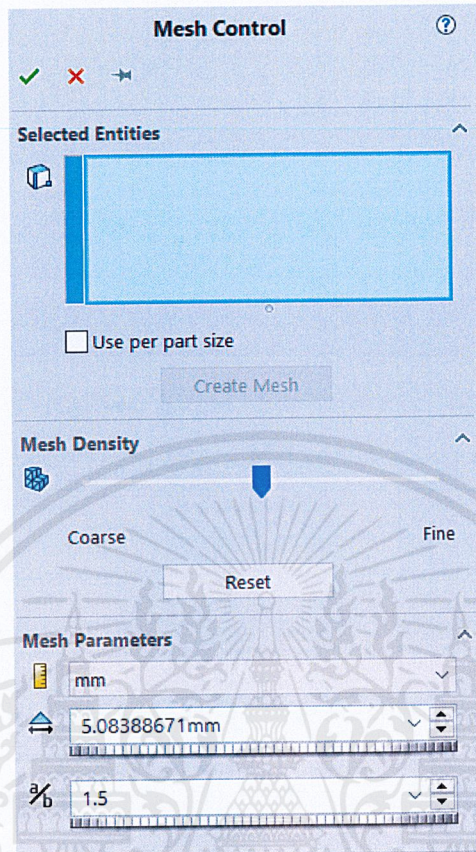 Mesh Control
Selected Entities
Use per part size
Create Mesh
Mesh Density
Coarse Fine
Reset
Mesh Parameters
mm
5.08388671mm
a/b 1.5